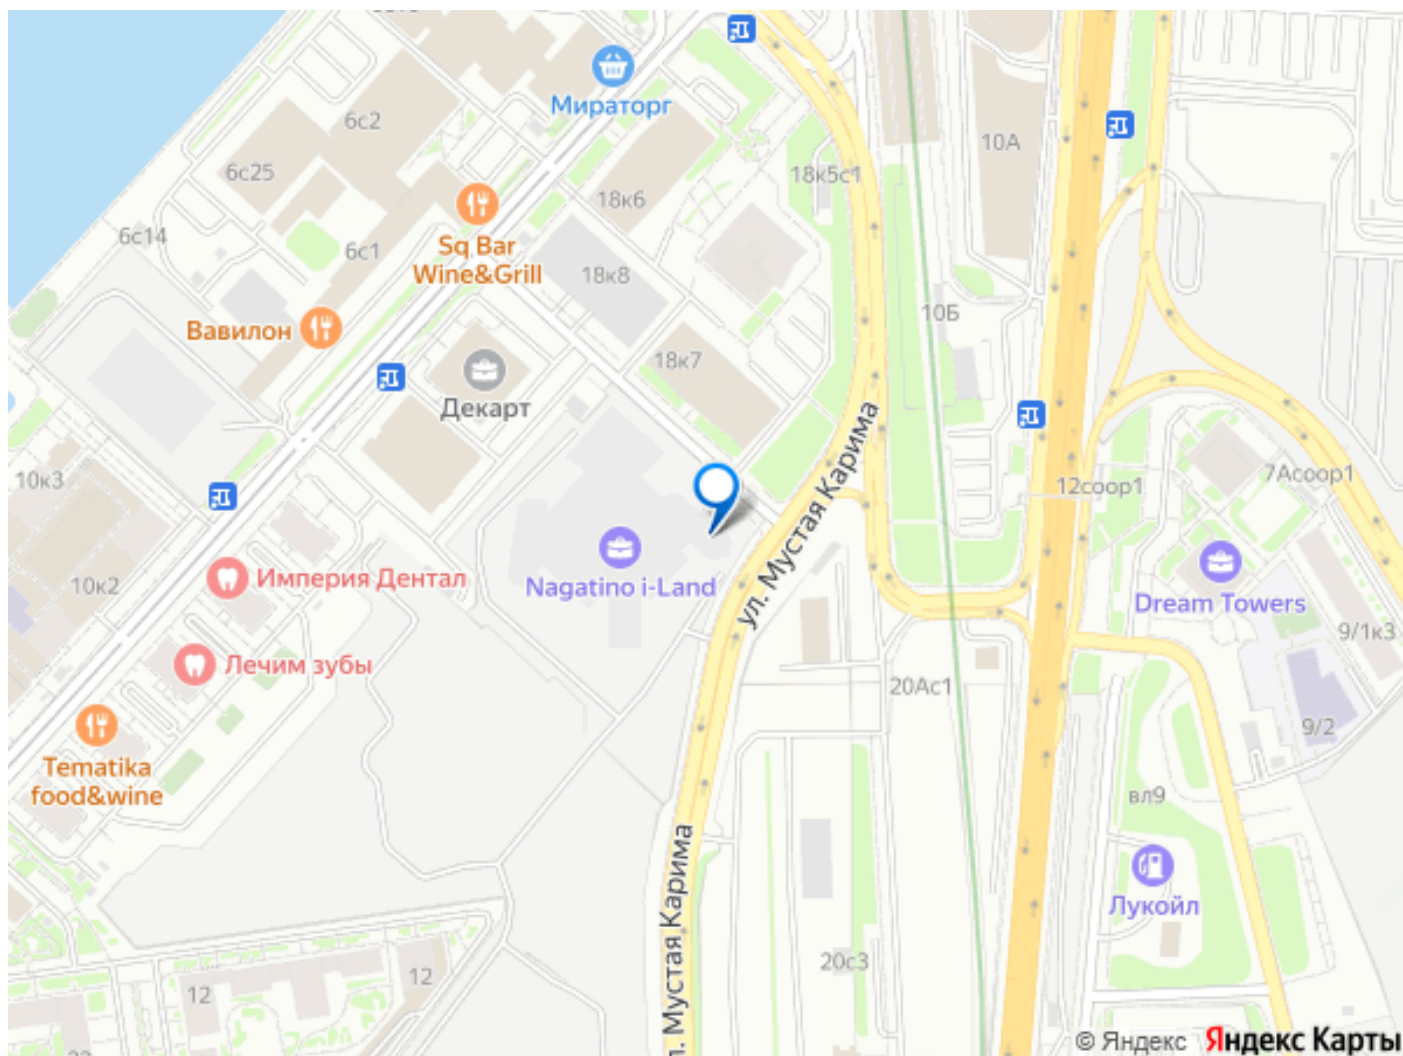 Мираторг
6с2
10А
6с25
18к5с1
18к6
6с14
6с1
Sq Bar
Wine&Grill
18к8
10Б
Вавилон
18к7
Декарт
ул. Мустая Карима
10к3
12соор1
7Асоор1
10к2
Империя Дентал
Nagatino i-Land
Dream Towers
9/1к3
Лечим зубы
20Ас1
9/2
Tematika
food&wine
вл9
л. Мустая Карима
Лукойл
20с3
12
12
© Яндекс Яндекс Карты